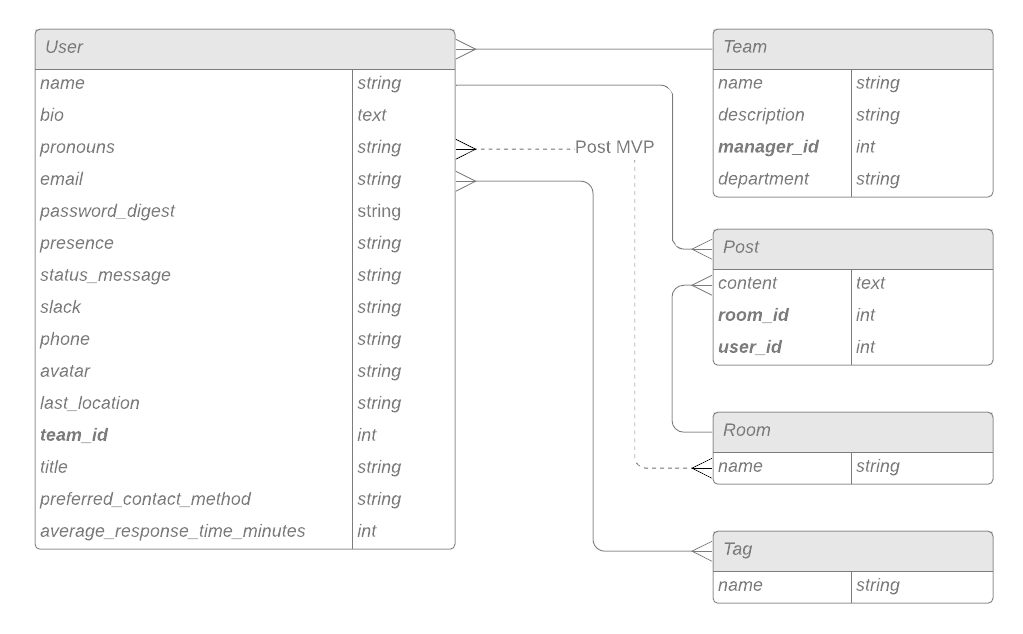 User
name string
bio text
pronouns string
email string
password_digest string
presence string
status_message string
slack string
phone string
avatar string
last_location string
team_id int
title string
preferred_contact_method string
average_response_time_minutes int
Post MVP
Team
name string
description string
manager_id int
department string
Post
content text
room_id int
user_id int
Room
name string
Tag
name string